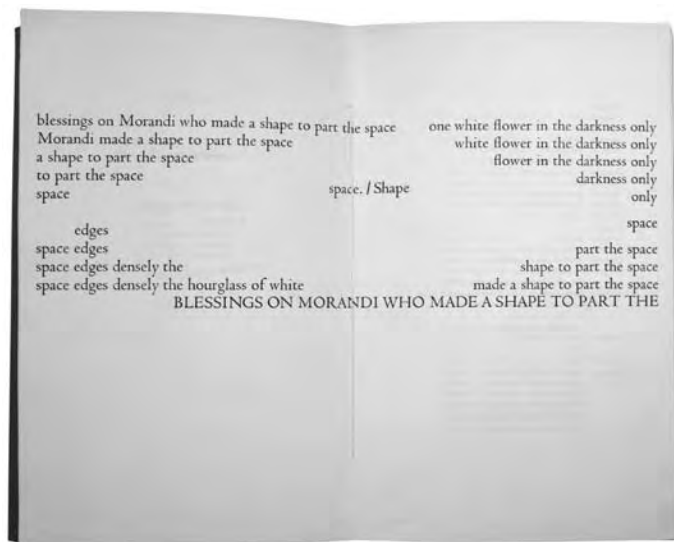 blessings on Morandi who made a shape to part the space
Morandi made a shape to part the space
a shape to part the space
to part the space
space
edges
space edges
space edges densely the
space edges densely the hourglass of white
space. / Shape
one white flower in the darkness only
white flower in the darkness only
flower in the darkness only
darkness only
only
space
part the space
shape to part the space
made a shape to part the space
BLESSINGS ON MORANDI WHO MADE A SHAPE TO PART THE